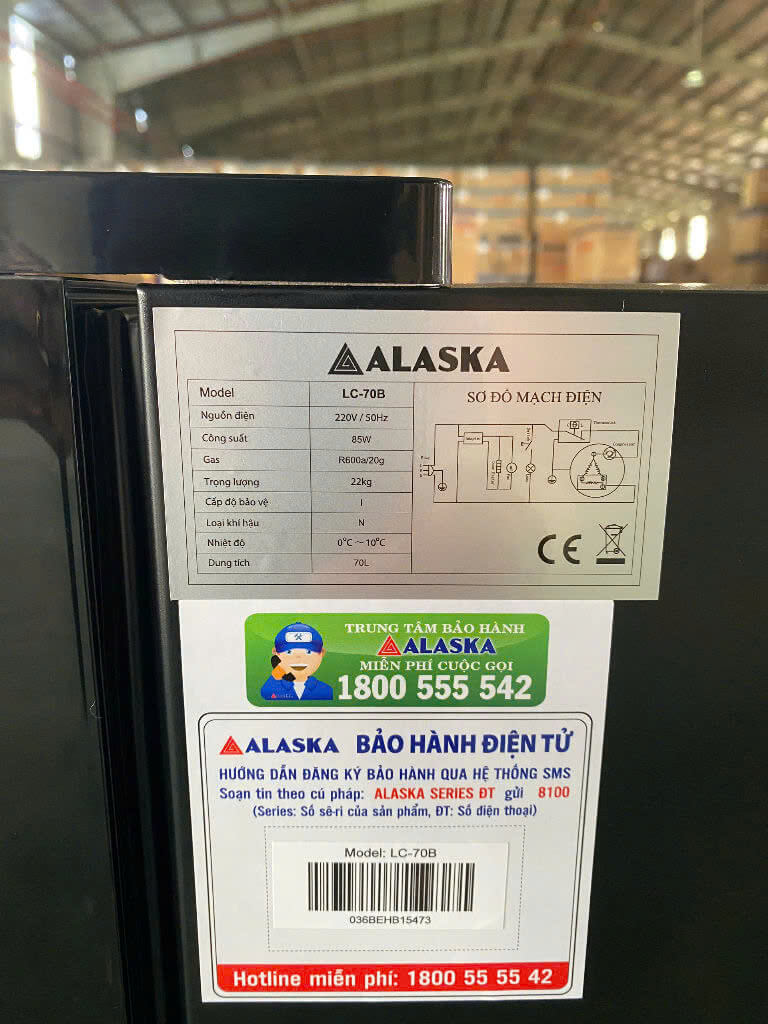 ALASKA
Model LC-70B
Nguồn điện 220V / 50Hz
Công suất 85W
Gas R600a/20g
Trọng lượng 22kg
Cấp độ bảo vệ I
Loại khí hậu N
Nhiệt độ 0°C ~ 10°C
Dung tích 70L
SƠ ĐỒ MẠCH ĐIỆN
CE
TRUNG TÂM BẢO HÀNH
ALASKA
MIỄN PHÍ CUỘC GỌI
1800 555 542
ALASKA BẢO HÀNH ĐIỆN TỬ
HƯỚNG DẪN ĐĂNG KÝ BẢO HÀNH QUA HỆ THỐNG SMS
Soạn tin theo cú pháp: ALASKA SERIES ĐT gửi 8100
(Series: Số sê-ri của sản phẩm, ĐT: Số điện thoại)
Model: LC-70B
036BEHB15473
Hotline miễn phí: 1800 55 55 42